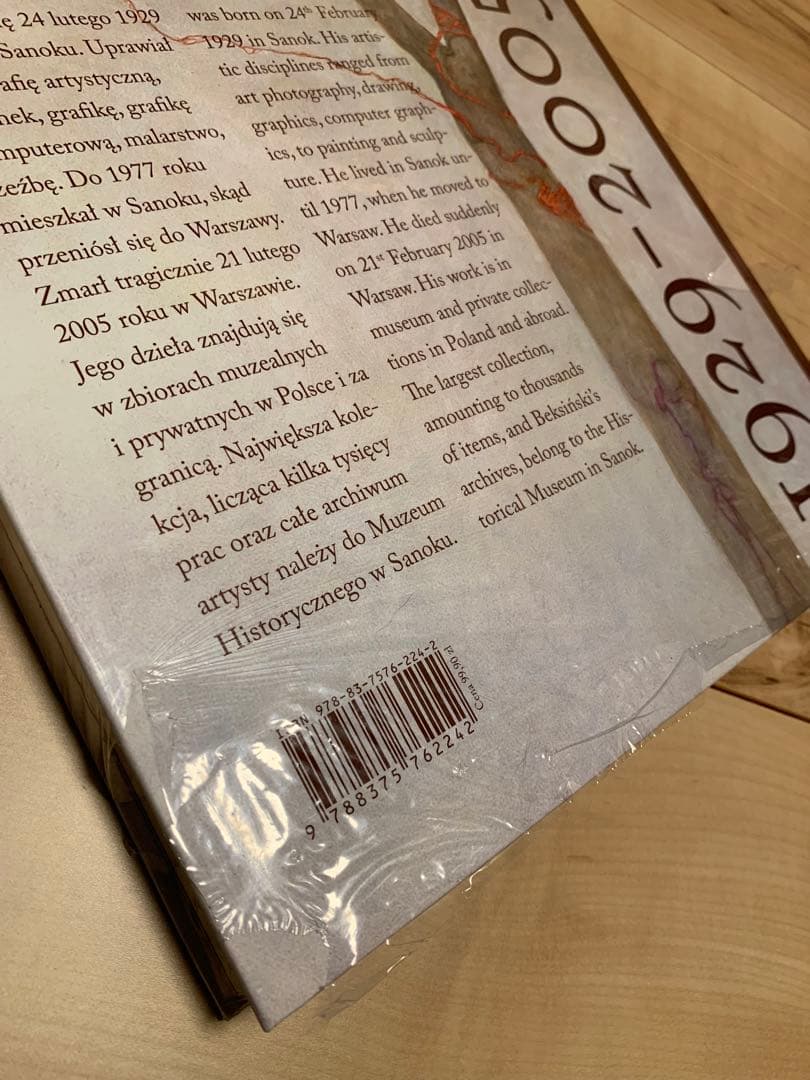 ę 24 lutego 1929
Sanoku. Uprawiał
afię artystyczną,
nek, grafikę, grafikę
mputerową, malarstwo,
zeźbę. Do 1977 roku
mieszkał w Sanoku, skąd
przeniósł się do Warszawy.
Zmarł tragicznie 21 lutego
2005 roku w Warszawie.
Jego dzieła znajdują się
w zbiorach muzealnych
i prywatnych w Polsce i za
granicą. Największa kole-
kcja, licząca kilka tysięcy
prac oraz całe archiwum
artysty należy do Muzeum
Historycznego w Sanoku.
was born on 24th February
1929 in Sanok. His artis-
tic disciplines ranged from
art photography, drawing,
graphics, computer graph-
ics, to painting and sculp-
ture. He lived in Sanok un-
til 1977, when he moved to
Warsaw. He died suddenly
on 21st February 2005 in
Warsaw. His work is in
museum and private collec-
tions in Poland and abroad.
The largest collection,
amounting to thousands
of items, and Beksiński's
archives, belong to the His-
torical Museum in Sanok.
1929–2005
ISBN 978-83-7576-224-2
Cena 99,90 zł
9 788375 762242